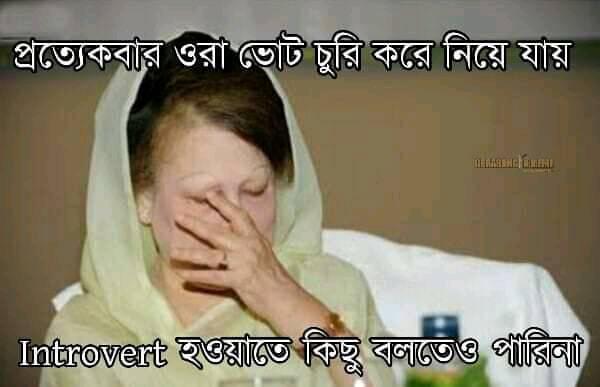 প্রত্যেকবার ওরা ভোট চুরি করে নিয়ে যায়
Introvert হওয়াতে কিছু বলতেও পারিনা